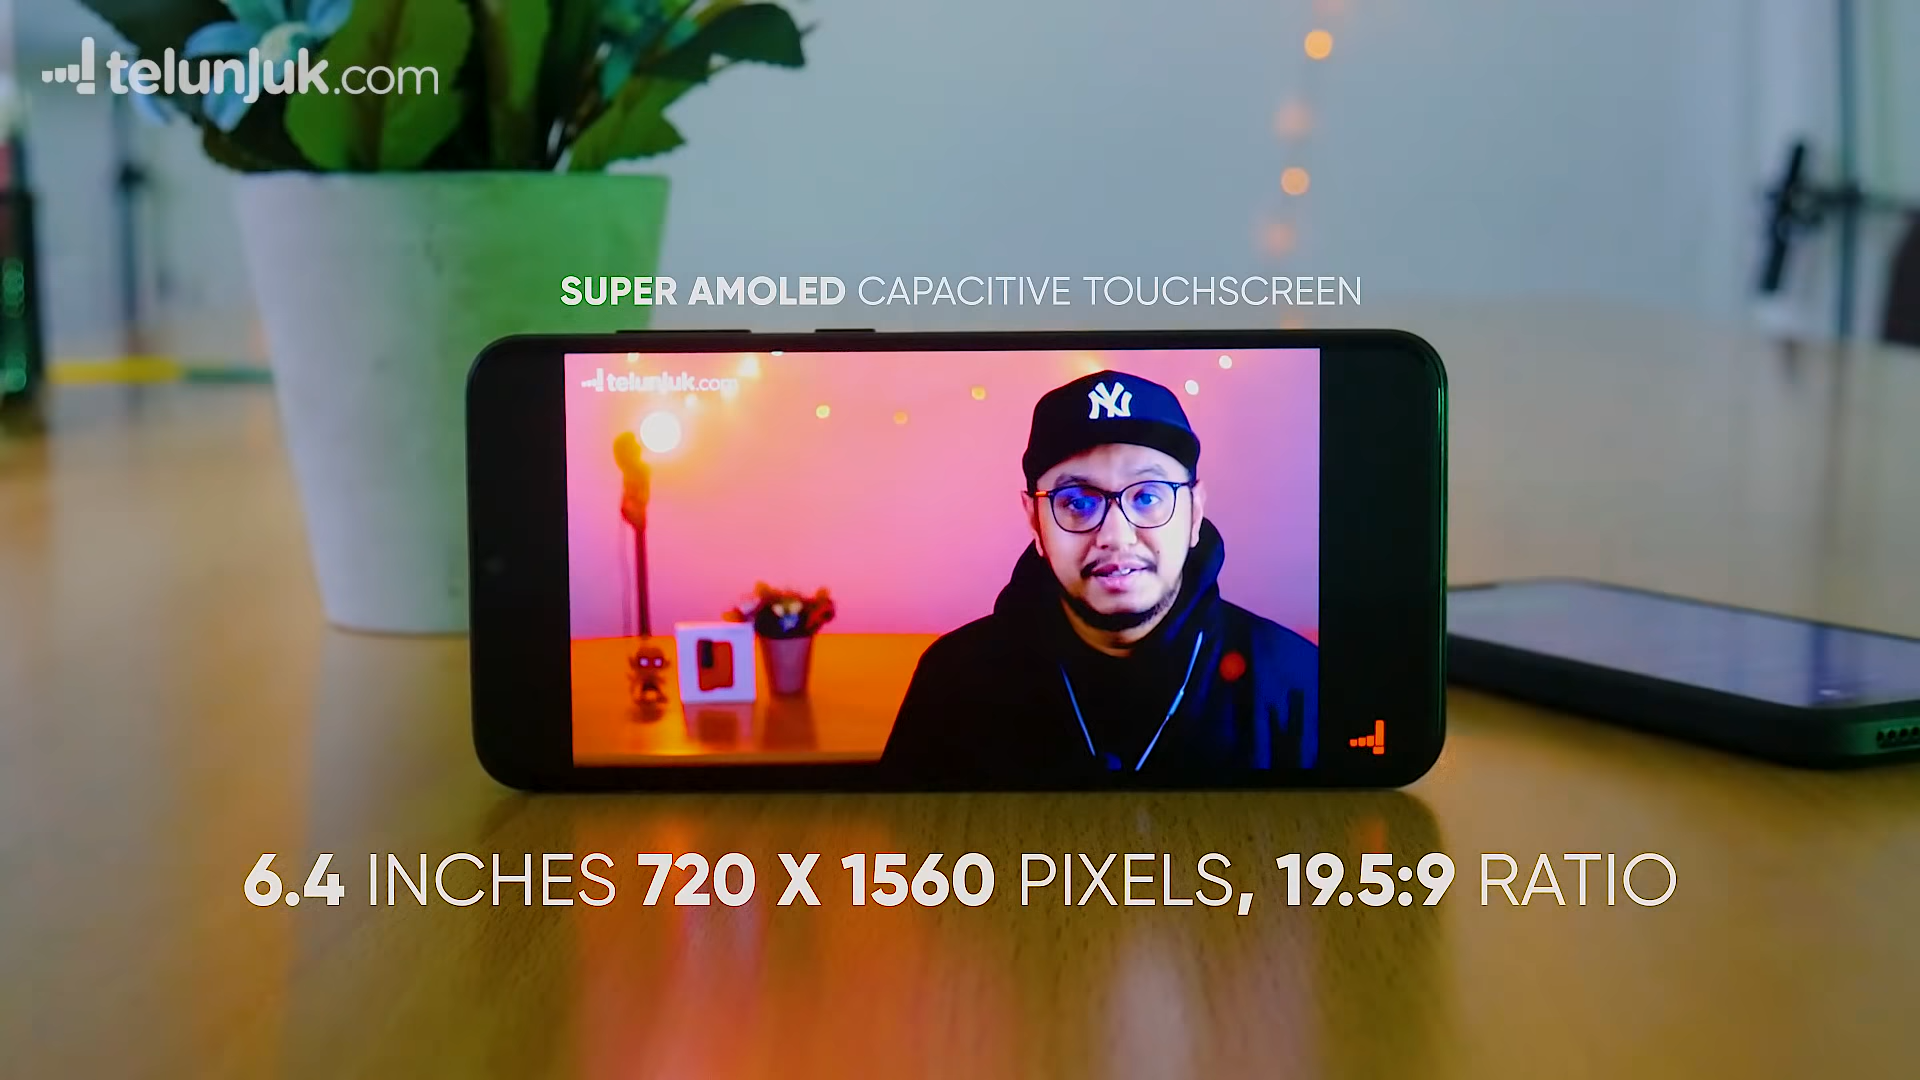 telunjuk.com
SUPER AMOLED CAPACITIVE TOUCHSCREEN
telunjuk.com
NY
6.4 INCHES 720 X 1560 PIXELS, 19.5:9 RATIO